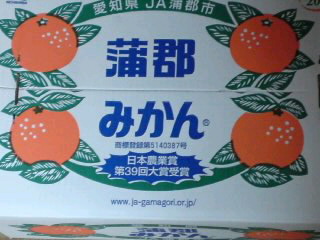 愛知県 JA蒲郡市
蒲郡
みかん®
商標登録第5140387号
日本農業賞
第39回大賞受賞
www.ja-gamagori.or.jp/